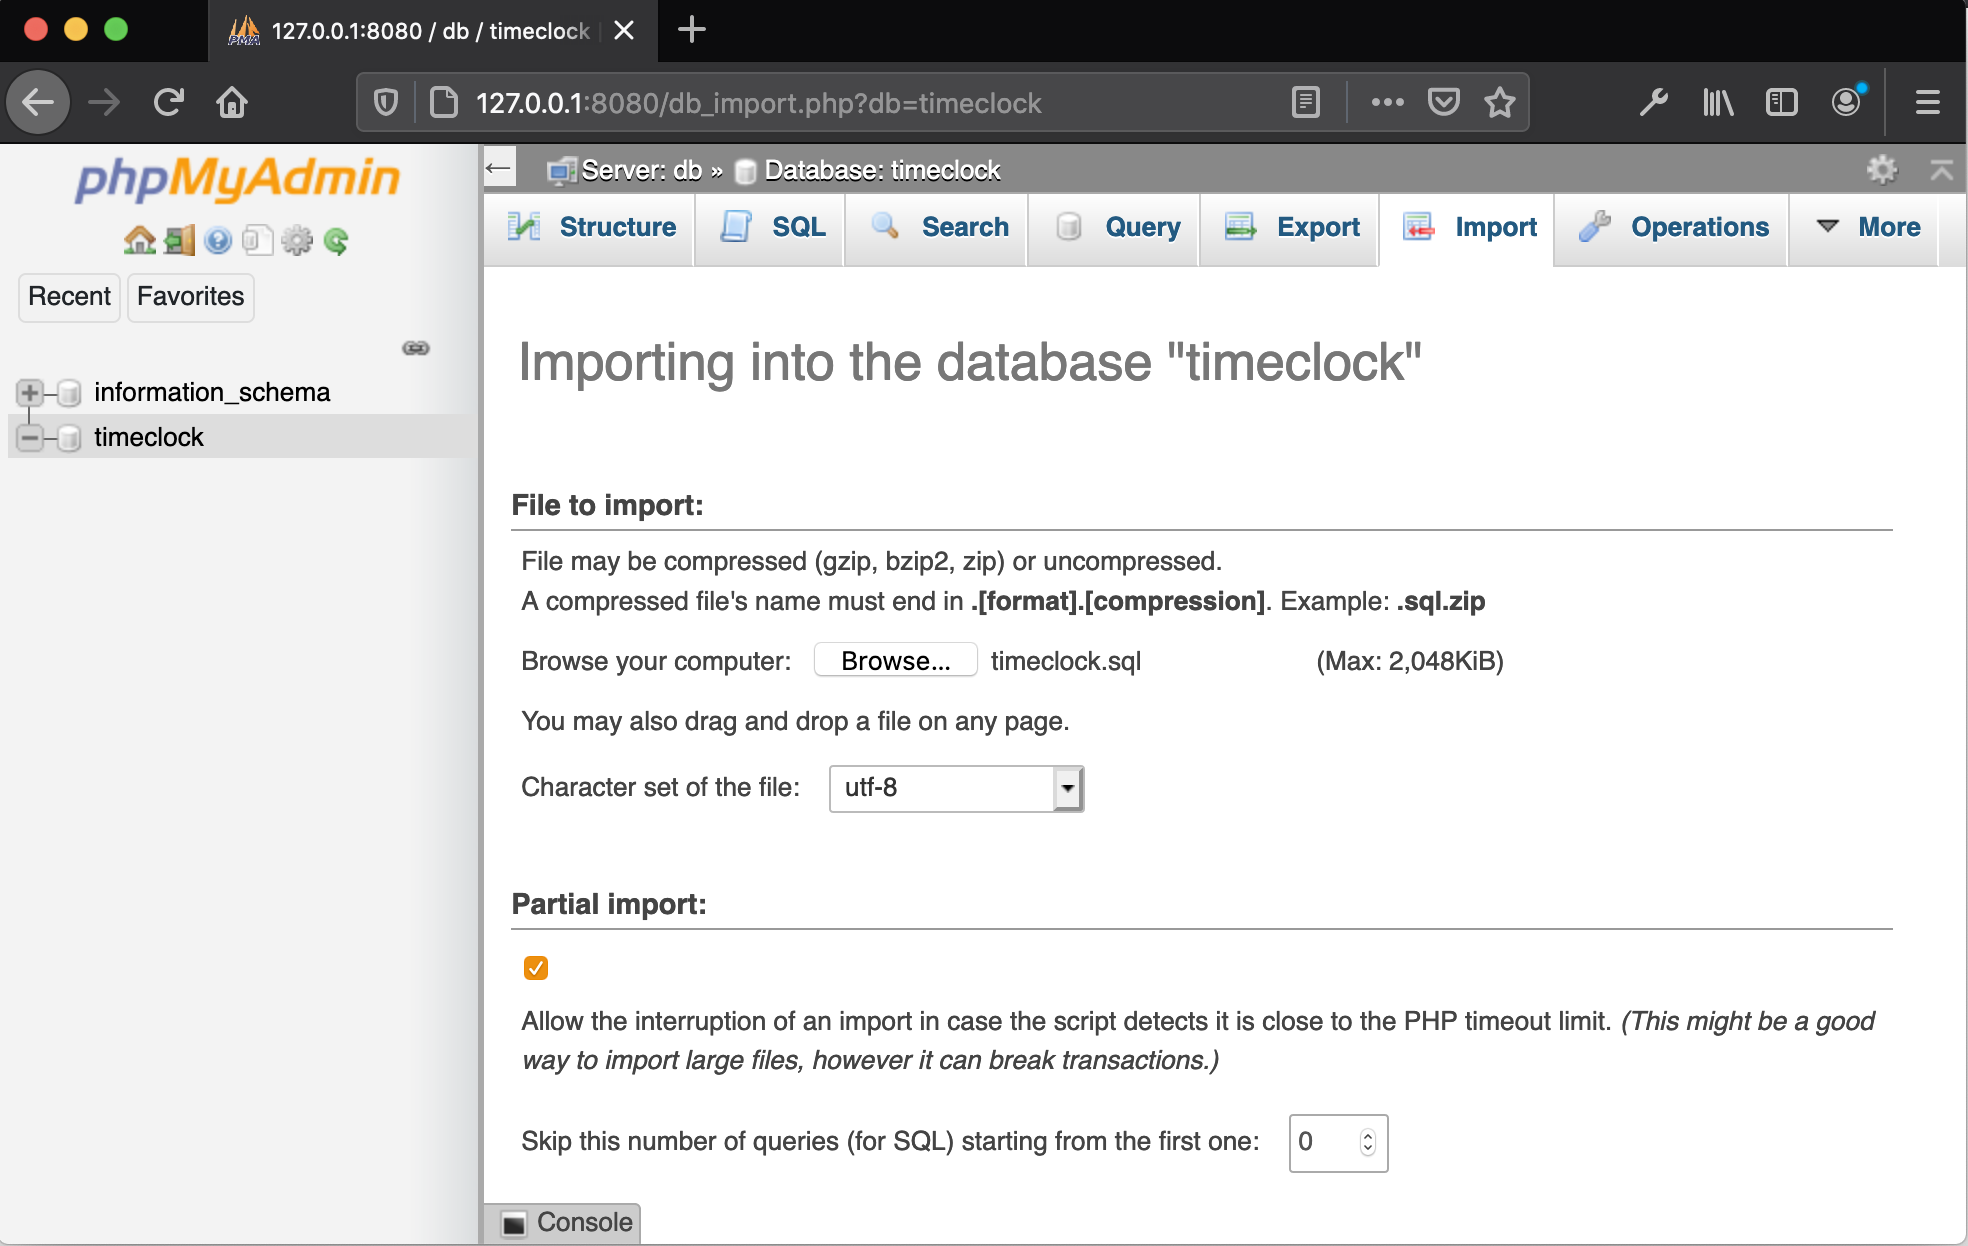 127.0.0.1:8080 / db / timeclock
127.0.0.1:8080/db_import.php?db=timeclock
phpMyAdmin
Recent
Favorites
information_schema
timeclock
Server: db » Database: timeclock
Structure
SQL
Search
Query
Export
Import
Operations
More
Importing into the database "timeclock"
File to import:
File may be compressed (gzip, bzip2, zip) or uncompressed.
A compressed file's name must end in .[format].[compression]. Example: .sql.zip
Browse your computer: Browse... timeclock.sql (Max: 2,048KiB)
You may also drag and drop a file on any page.
Character set of the file: utf-8
Partial import:
Allow the interruption of an import in case the script detects it is close to the PHP timeout limit. (This might be a good
way to import large files, however it can break transactions.)
Skip this number of queries (for SQL) starting from the first one: 0
Console